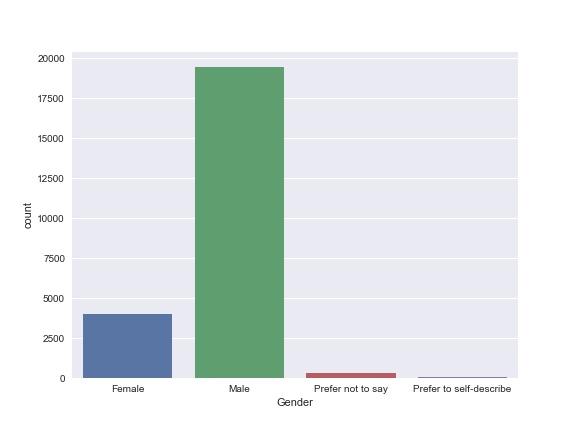 20000
17500
15000
12500
10000
7500
5000
2500
0
count
Female
Male
Prefer not to say
Prefer to self-describe
Gender